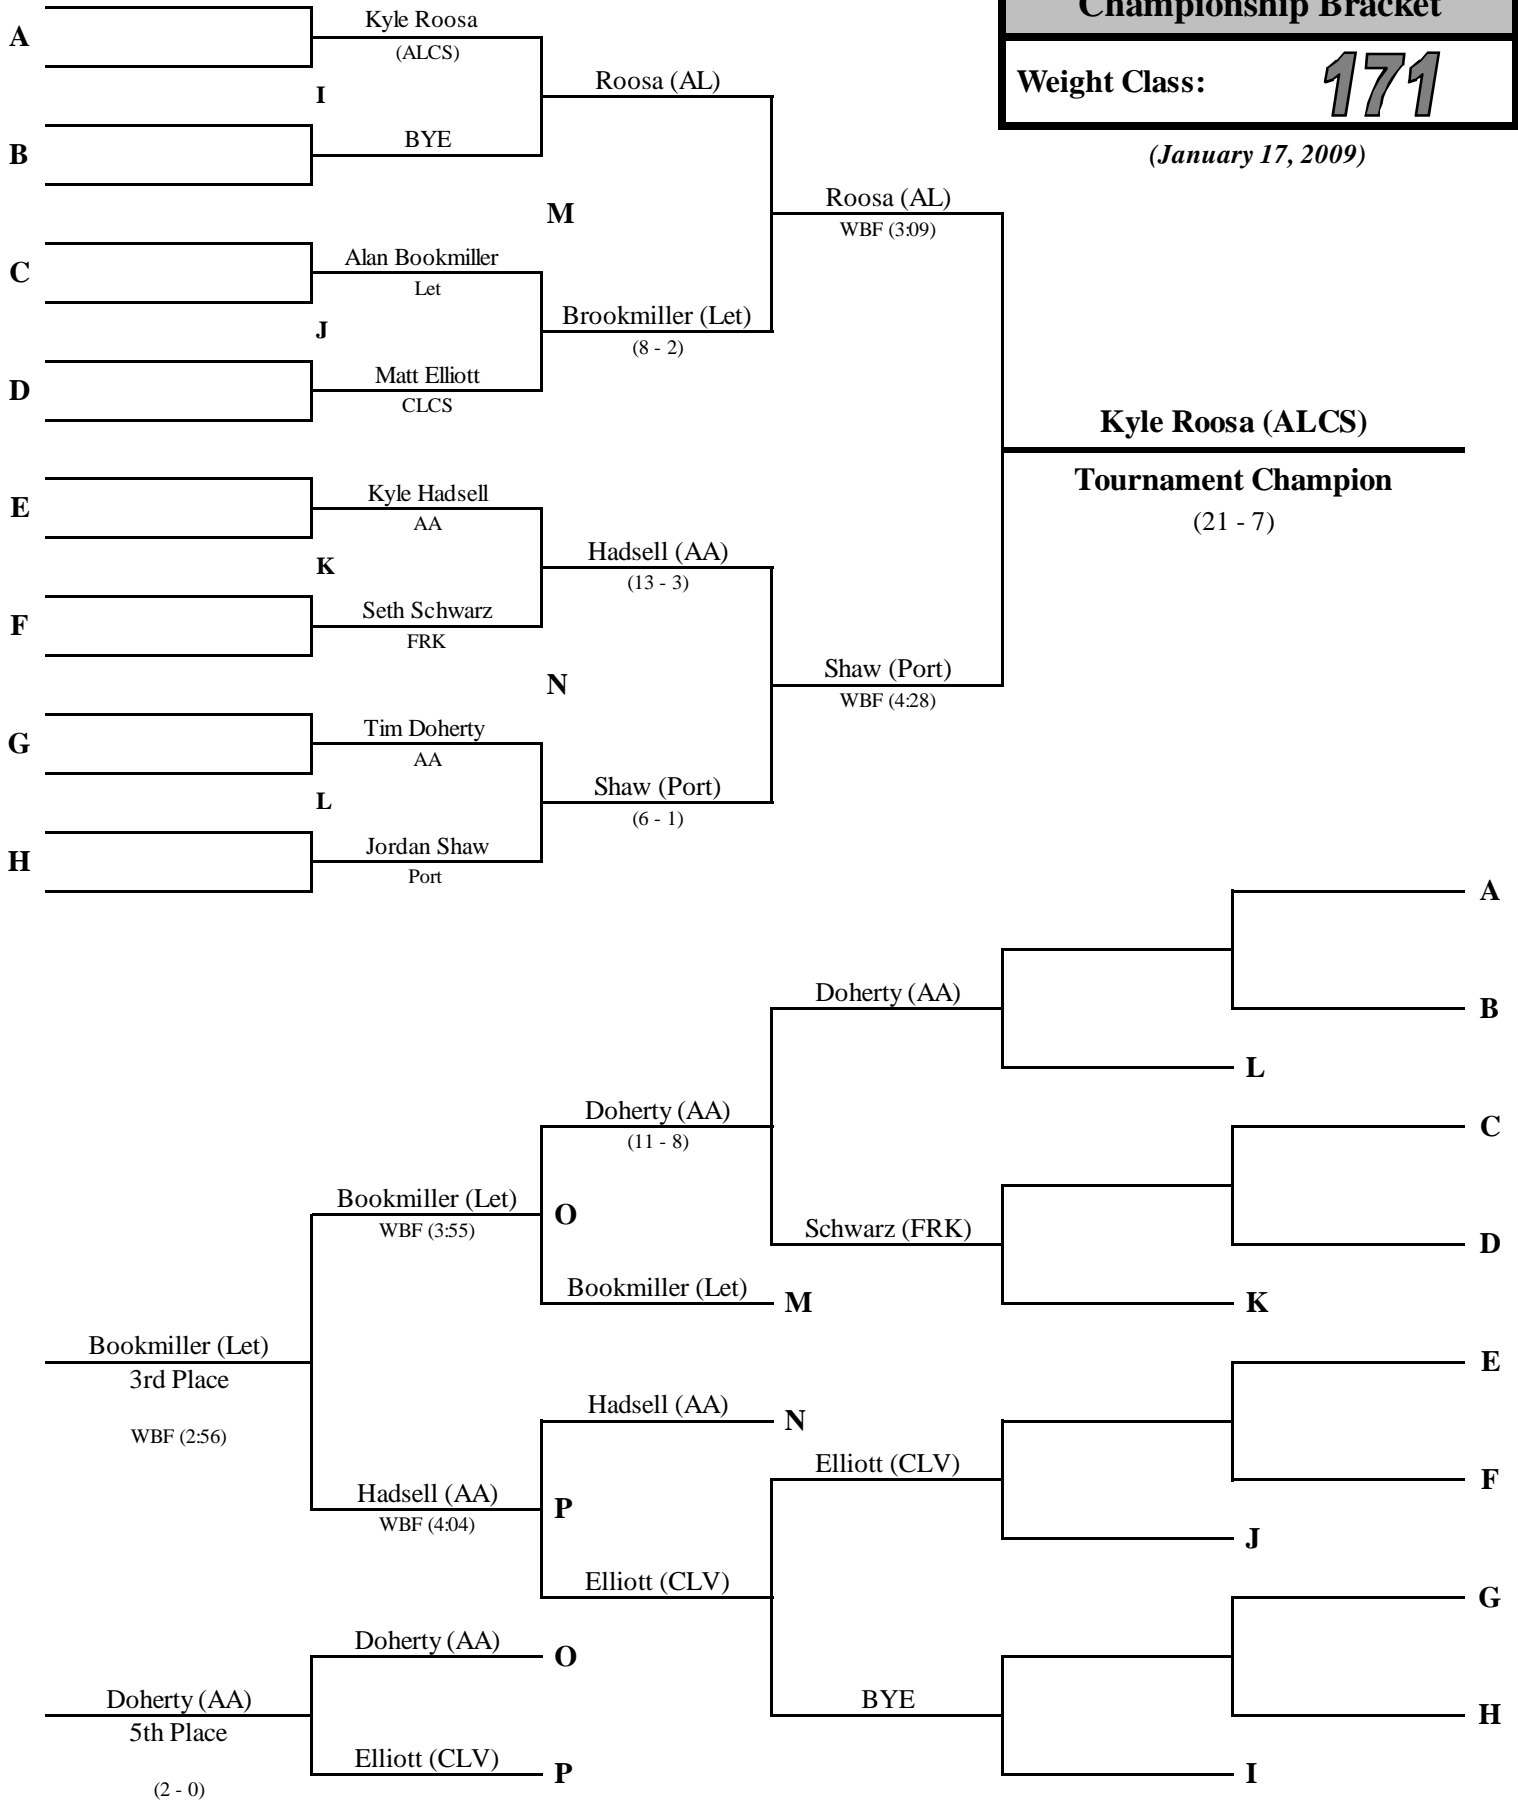 Championship Bracket
Weight Class: 171
(January 17, 2009)
A
Kyle Roosa
(ALCS)
I
Roosa (AL)
BYE
B
M
Roosa (AL)
WBF (3:09)
C
Alan Bookmiller
Let
J
Brookmiller (Let)
(8 - 2)
D
Matt Elliott
CLCS
Kyle Roosa (ALCS)
Tournament Champion
(21 - 7)
E
Kyle Hadsell
AA
K
Hadsell (AA)
(13 - 3)
F
Seth Schwarz
FRK
N
Shaw (Port)
WBF (4:28)
G
Tim Doherty
AA
L
Shaw (Port)
(6 - 1)
H
Jordan Shaw
Port
A
Doherty (AA)
B
L
Doherty (AA)
(11 - 8)
C
Bookmiller (Let)
WBF (3:55)
O
Schwarz (FRK)
D
Bookmiller (Let)
M
K
Bookmiller (Let)
3rd Place
WBF (2:56)
E
Hadsell (AA)
N
Elliott (CLV)
F
Hadsell (AA)
WBF (4:04)
P
J
Elliott (CLV)
G
Doherty (AA)
O
Doherty (AA)
5th Place
(2 - 0)
BYE
H
Elliott (CLV)
P
I